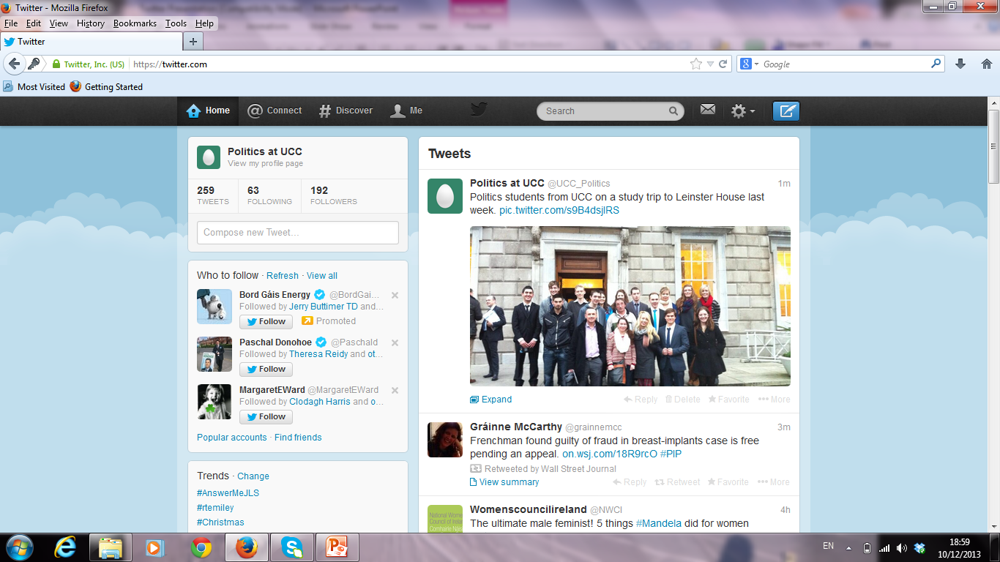 Twitter - Mozilla Firefox
File Edit View History Bookmarks Tools Help
Twitter
Twitter, Inc. (US) https://twitter.com
Google
Most Visited Getting Started
Home Connect Discover Me
Search
Politics at UCC
View my profile page
259 63 192
TWEETS FOLLOWING FOLLOWERS
Compose new Tweet...
Who to follow · Refresh · View all
Bord Gáis Energy @BordGai...
Followed by Jerry Buttimer TD and...
Follow Promoted
Paschal Donohoe @Paschald
Followed by Theresa Reidy and ot...
Follow
MargaretEWard @MargaretEWard
Followed by Clodagh Harris and o...
Follow
Popular accounts · Find friends
Trends · Change
#AnswerMeJLS
#rtemiley
#Christmas
Tweets
Politics at UCC @UCC_Politics 1m
Politics students from UCC on a study trip to Leinster House last
week. pic.twitter.com/s9B4dsjlRS
Expand Reply Delete Favorite More
Gráinne McCarthy @grainnemcc 3m
Frenchman found guilty of fraud in breast-implants case is free
pending an appeal. on.wsj.com/18R9rcO #PIP
Retweeted by Wall Street Journal
View summary Reply Retweet Favorite More
Womenscouncilireland @NWCI 4h
The ultimate male feminist! 5 things #Mandela did for women
EN 18:59
10/12/2013